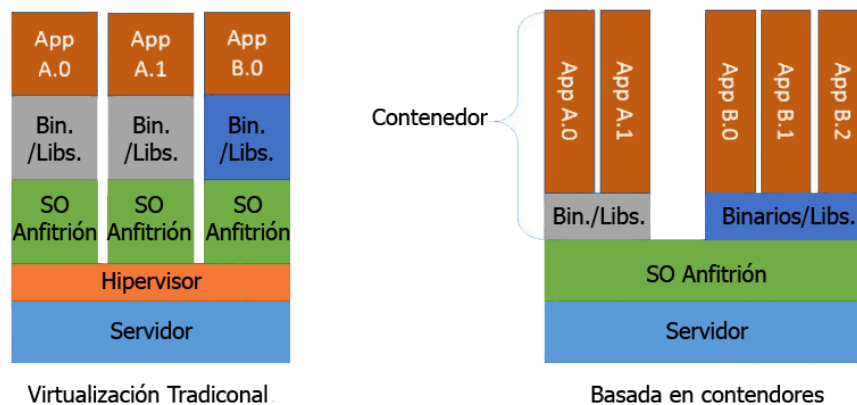 App A.0
App A.1
App B.0
Bin. /Libs.
Bin. /Libs.
Bin. /Libs.
SO Anfitrión
SO Anfitrión
SO Anfitrión
Hipervisor
Servidor
Virtualización Tradiconal
Contenedor
App A.0
App A.1
App B.0
App B.1
App B.2
Bin./Libs.
Binarios/Libs.
SO Anfitrión
Servidor
Basada en contendores